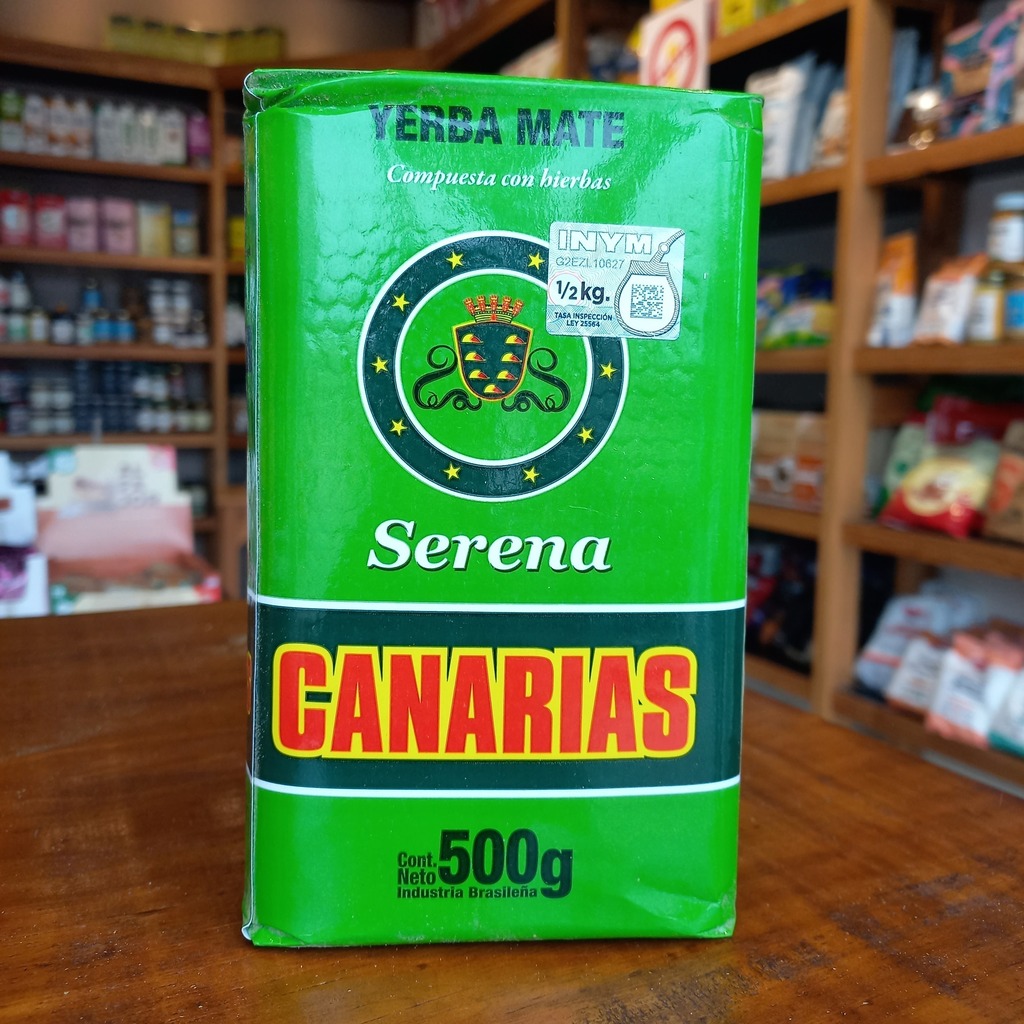 YERBA MATE
Compuesta con hierbas
INYM
G2EZL10627
1/2 kg.
TASA INSPECCIÓN
LEY 25564
Serena
CANARIAS
Cont.
Neto 500g
Industria Brasileña